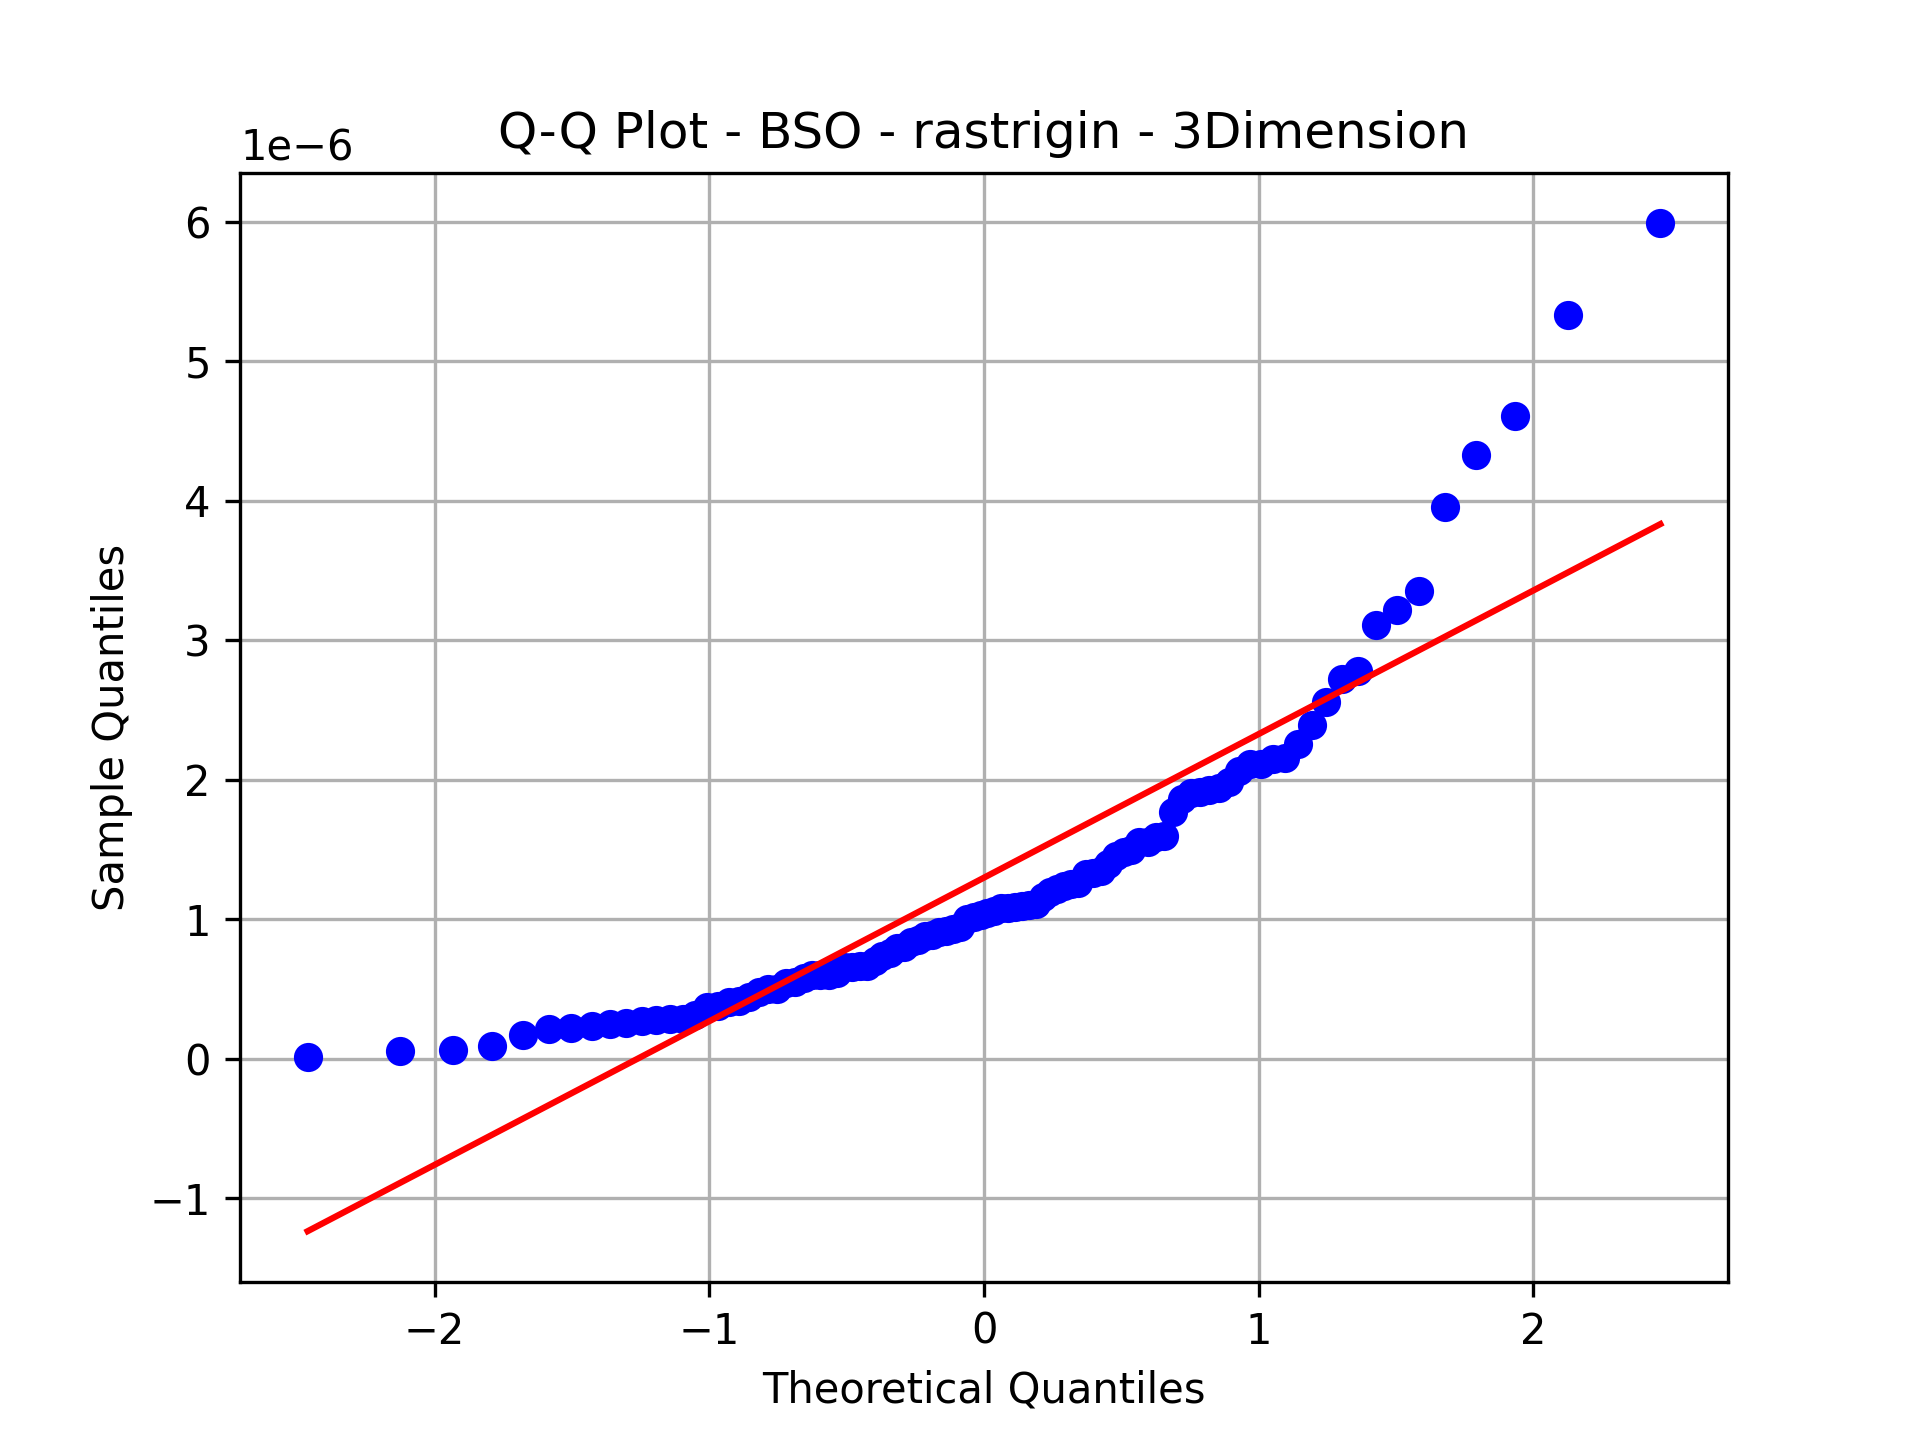 Q-Q Plot - BSO - rastrigin - 3Dimension
1e−6
6
5
4
3
2
1
0
−1
Sample Quantiles
−2 −1 0 1 2
Theoretical Quantiles